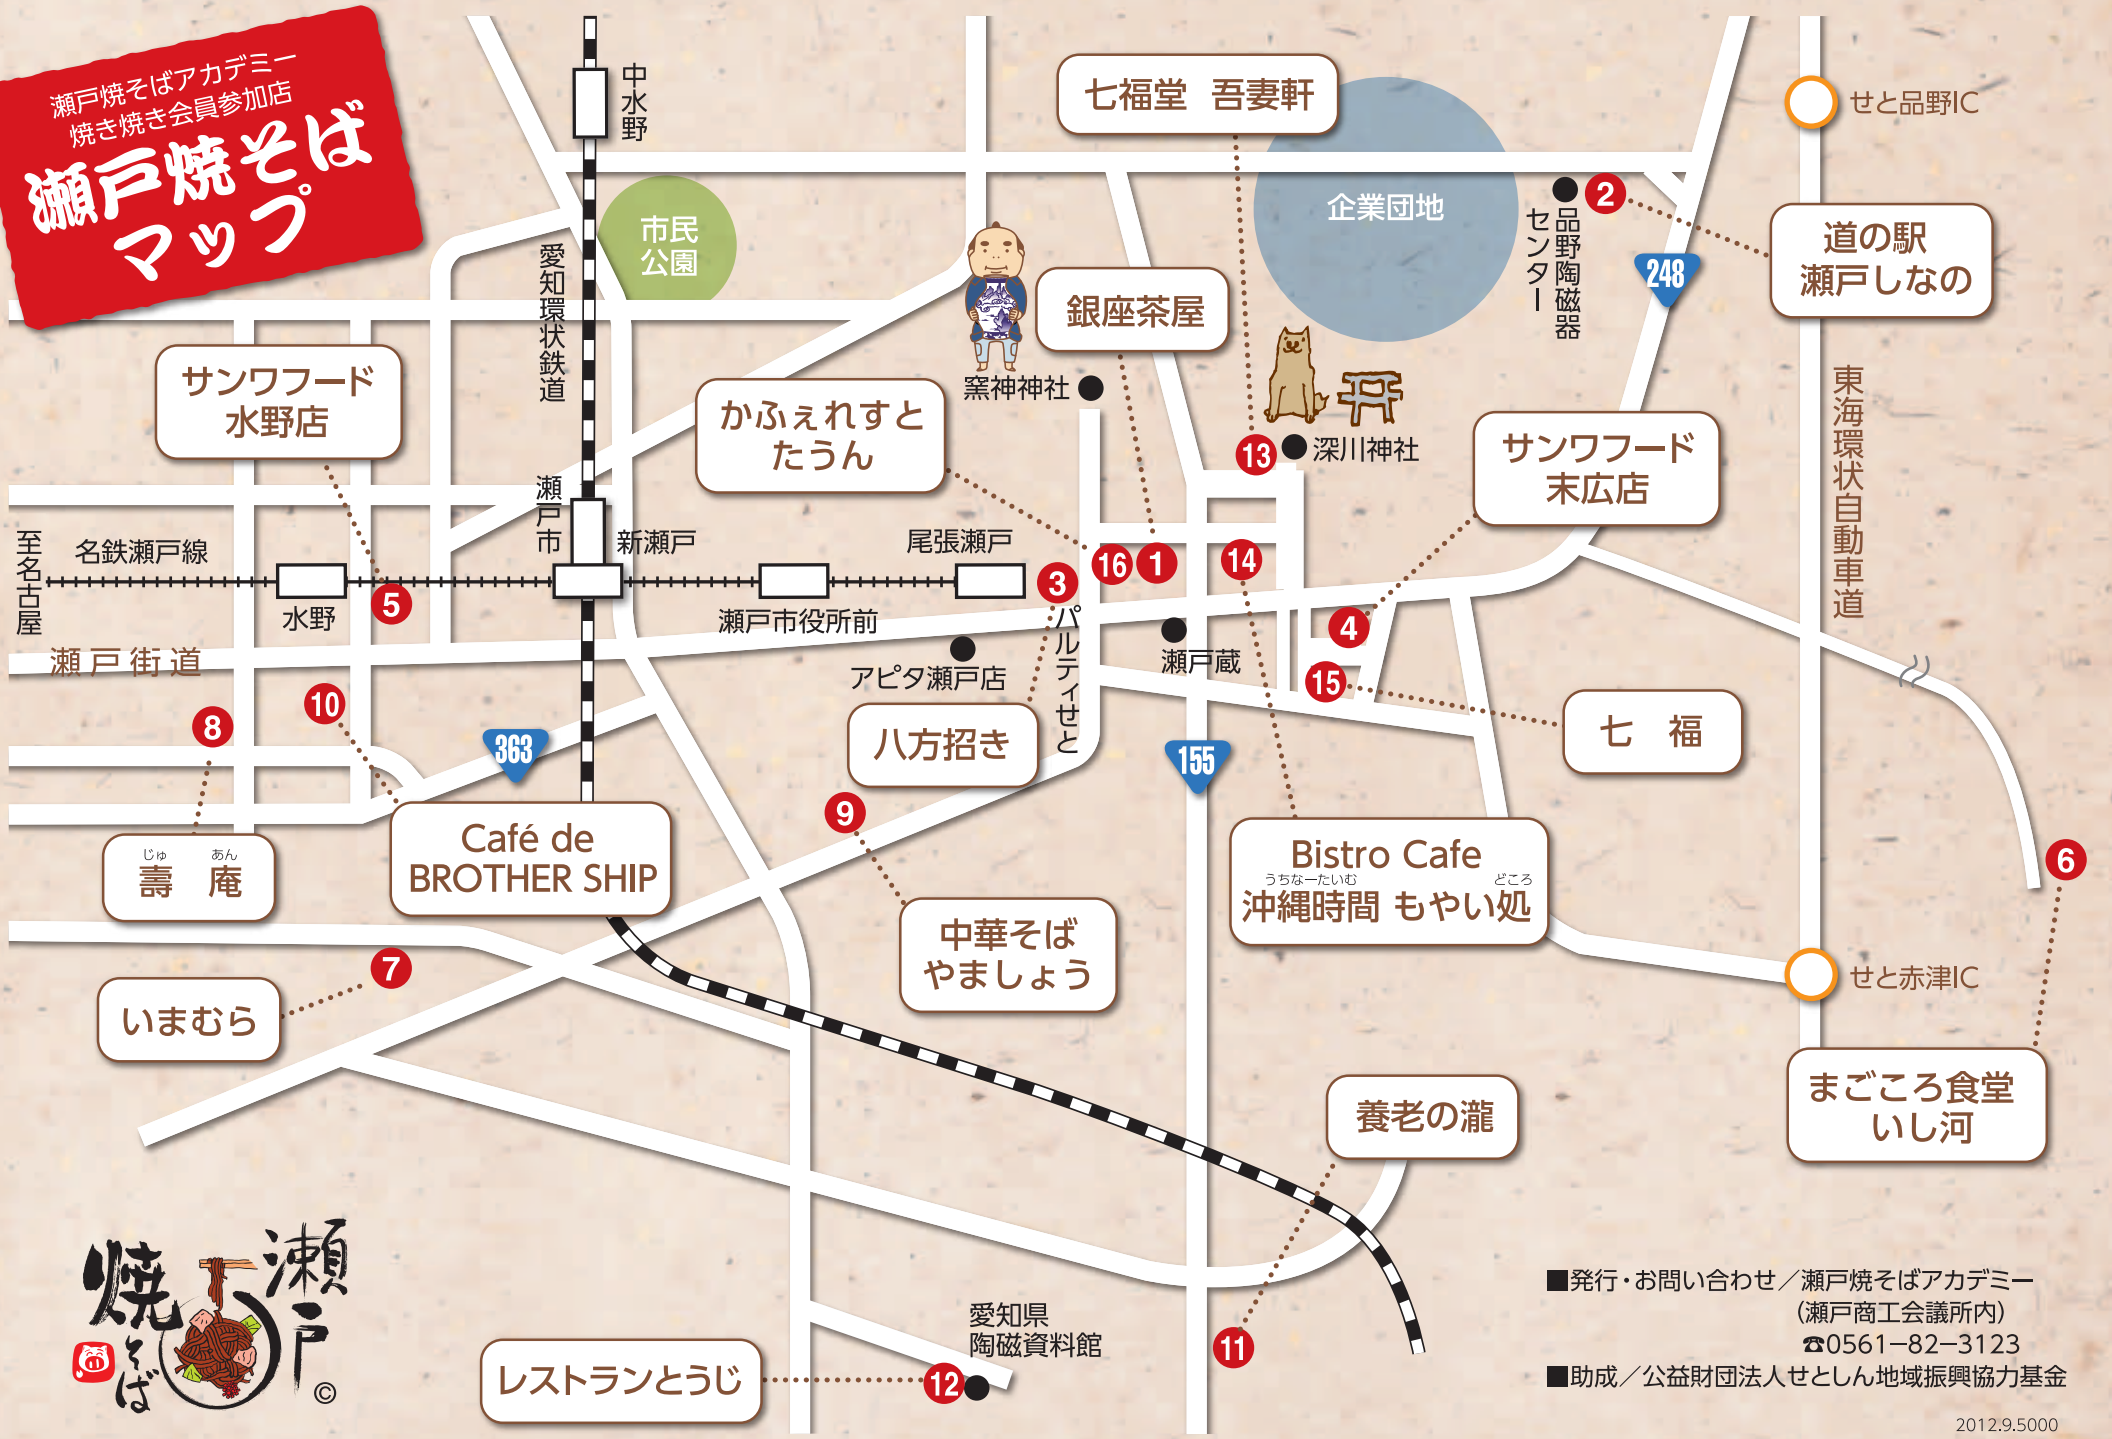 瀬戸焼そばアカデミー
焼き焼き会員参加店
瀬戸焼そば
マップ
中水野
七福堂 吾妻軒
せと品野IC
企業団地
2
品野陶磁器
センター
市民
公園
道の駅
瀬戸しなの
248
愛知環状鉄道
銀座茶屋
サンワフード
水野店
窯神神社
かふぇれすと
たうん
13
深川神社
サンワフード
末広店
東海環状自動車道
瀬戸市
新瀬戸
尾張瀬戸
至名古屋
名鉄瀬戸線
16
1
14
3
5
水野
瀬戸市役所前
パルティせと
4
瀬戸街道
アピタ瀬戸店
瀬戸蔵
15
10
8
363
八方招き
155
七 福
9
Café de
BROTHER SHIP
じゅ あん
壽 庵
Bistro Cafe
うちなーたいむ どころ
沖縄時間 もやい処
6
中華そば
やましょう
7
せと赤津IC
いまむら
まごころ食堂
いし河
養老の瀧
瀬戸
焼そば
©
愛知県
陶磁資料館
11
レストランとうじ
12
■発行・お問い合わせ／瀬戸焼そばアカデミー
(瀬戸商工会議所内)
☎0561−82−3123
■助成／公益財団法人せとしん地域振興協力基金
2012.9.5000